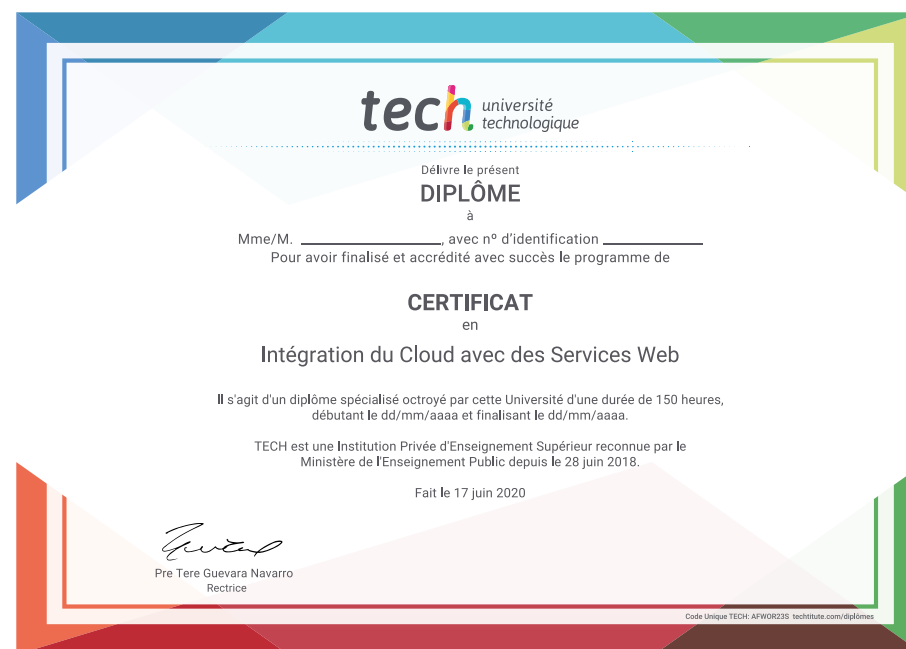 tech université
technologique
Délivre le présent
DIPLÔME
à
Mme/M. ____________________, avec nº d'identification ______________
Pour avoir finalisé et accrédité avec succès le programme de
CERTIFICAT
en
Intégration du Cloud avec des Services Web
Il s'agit d'un diplôme spécialisé octroyé par cette Université d'une durée de 150 heures,
débutant le dd/mm/aaaa et finalisant le dd/mm/aaaa.
TECH est une Institution Privée d'Enseignement Supérieur reconnue par le
Ministère de l'Enseignement Public depuis le 28 juin 2018.
Fait le 17 juin 2020
Pre Tere Guevara Navarro
Rectrice
Code Unique TECH: AFWOR23S techtitute.com/diplômes